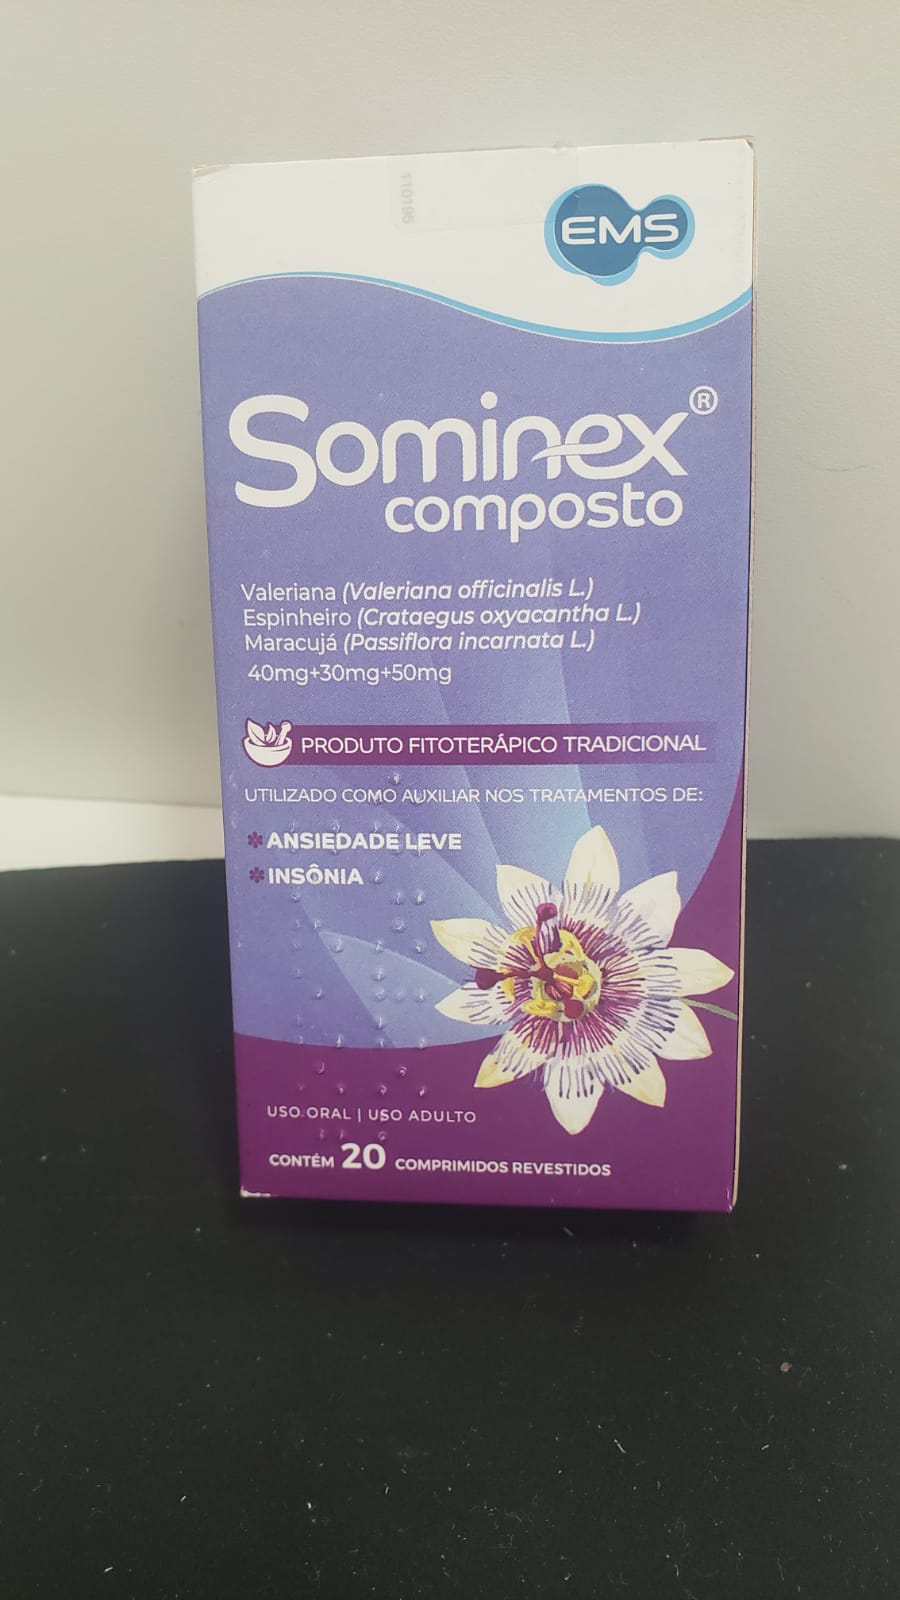 110195
EMS
Sominex®
composto
Valeriana (Valeriana officinalis L.)
Espinheiro (Crataegus oxyacantha L.)
Maracujá (Passiflora incarnata L.)
40mg+30mg+50mg
PRODUTO FITOTERÁPICO TRADICIONAL
UTILIZADO COMO AUXILIAR NOS TRATAMENTOS DE:
*ANSIEDADE LEVE
*INSÔNIA
USO ORAL | USO ADULTO
CONTÉM 20 COMPRIMIDOS REVESTIDOS